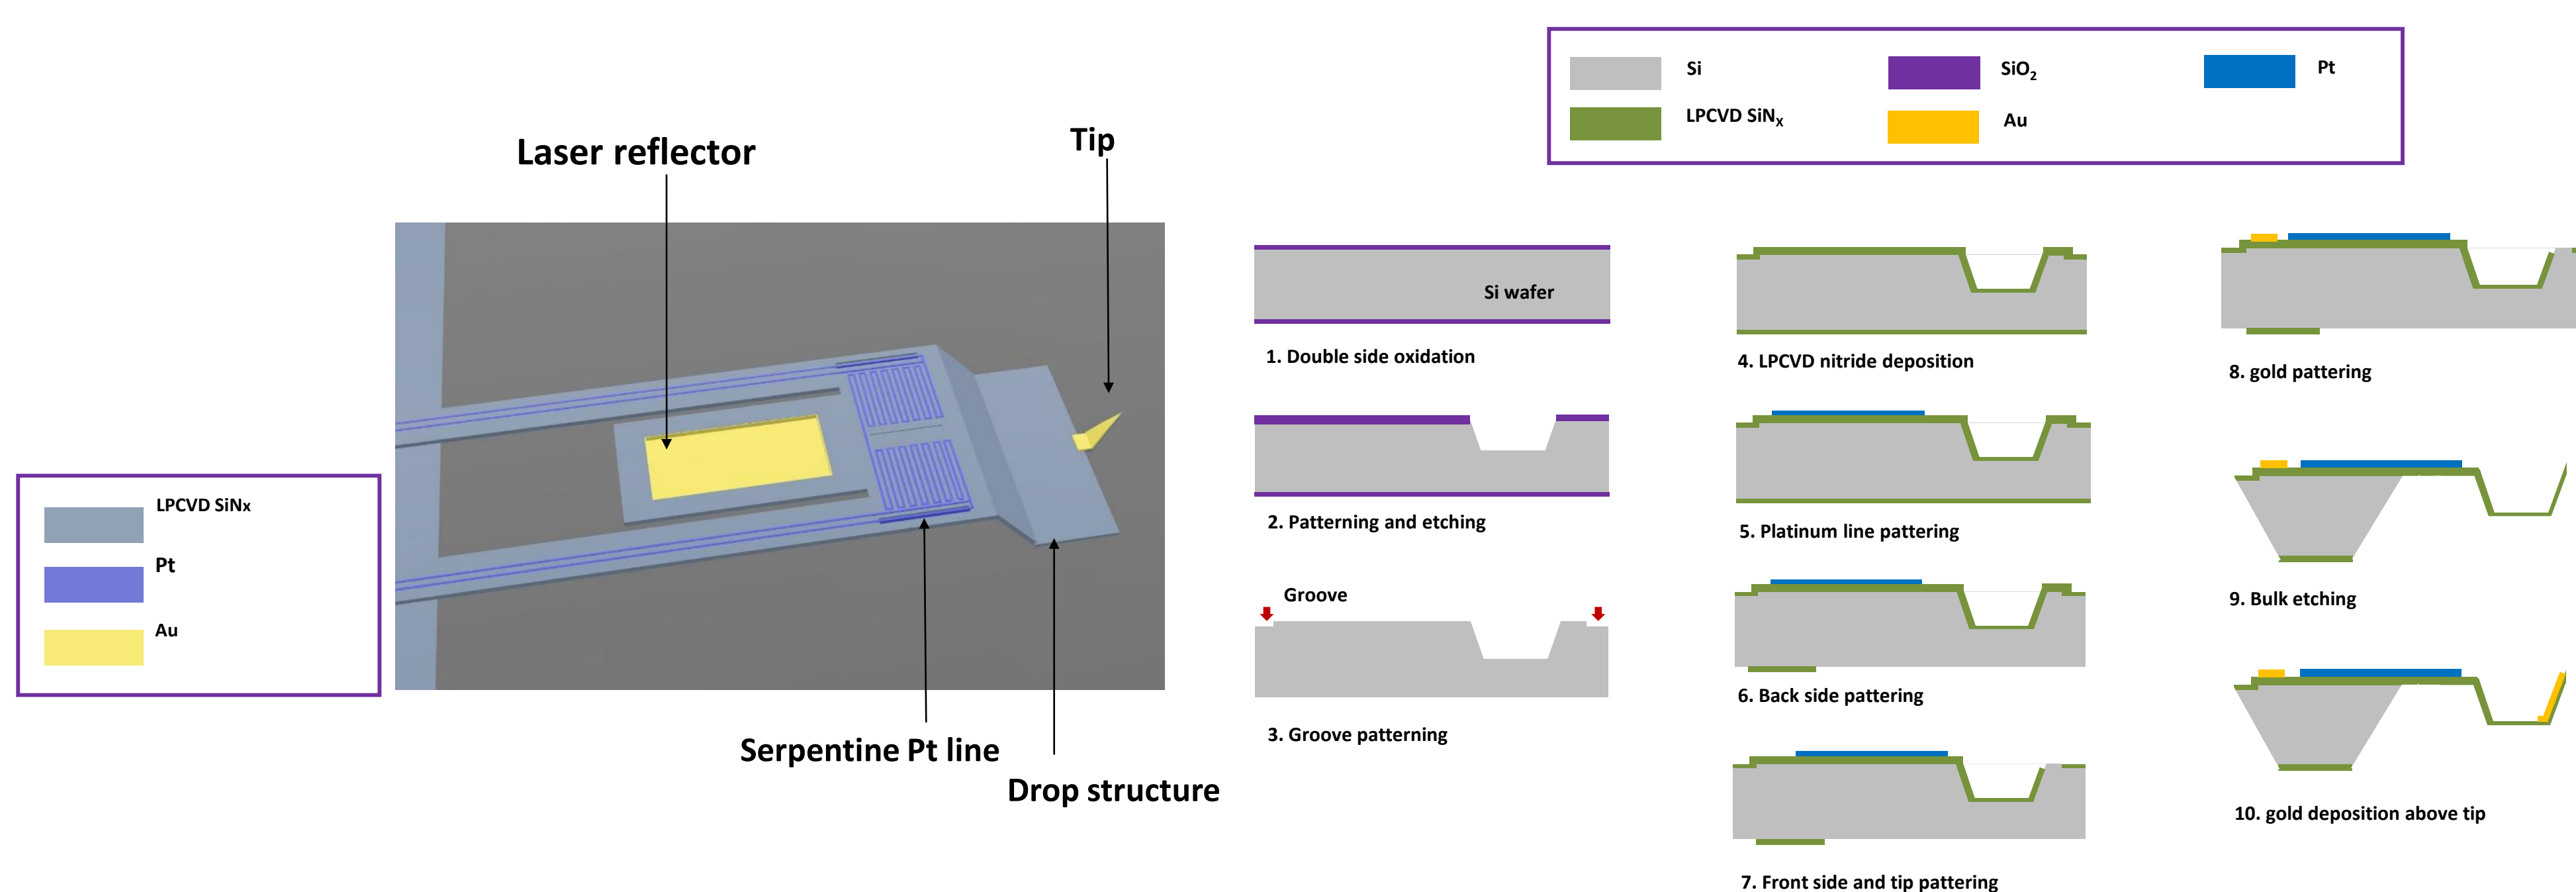 Laser reflector
Tip
LPCVD SiNx
Pt
Au
Serpentine Pt line
Drop structure
Si
SiO2
Pt
LPCVD SiNX
Au
Si wafer
1. Double side oxidation
2. Patterning and etching
Groove
3. Groove patterning
4. LPCVD nitride deposition
5. Platinum line pattering
6. Back side pattering
7. Front side and tip pattering
8. gold pattering
9. Bulk etching
10. gold deposition above tip